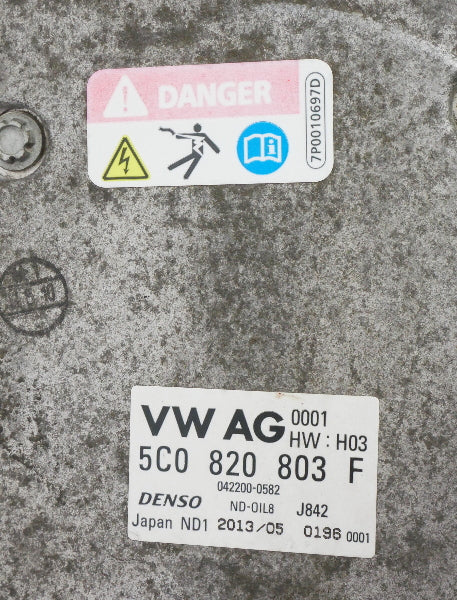 DANGER
7P0010697D
VW AG 0001
HW : H03
5C0 820 803 F
042200-0582
DENSO ND-OIL8 J842
Japan ND1 2013/05 0196 0001